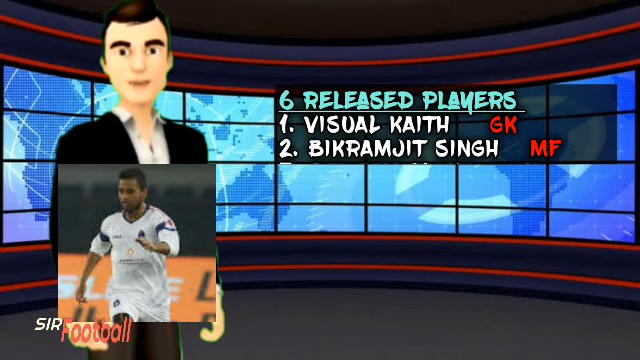 6 RELEASED PLAYERS
1. VISUAL KAITH GK
2. BIKRAMJIT SINGH MF
SIR Football